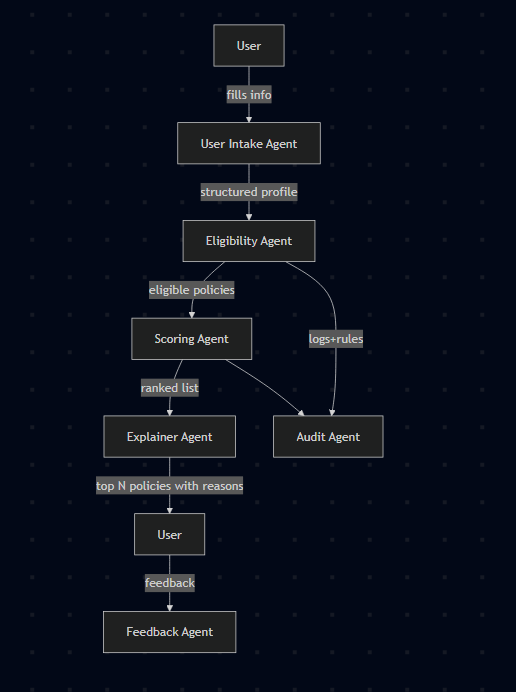 User
fills info
User Intake Agent
structured profile
Eligibility Agent
eligible policies
Scoring Agent
logs+rules
ranked list
Explainer Agent
Audit Agent
top N policies with reasons
User
feedback
Feedback Agent